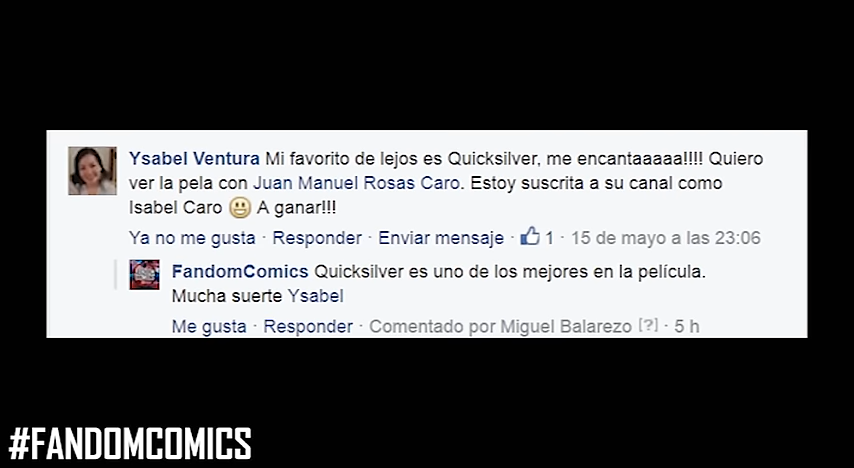 Ysabel Ventura Mi favorito de lejos es Quicksilver, me encantaaaaa!!!! Quiero
ver la pela con Juan Manuel Rosas Caro. Estoy suscrita a su canal como
Isabel Caro 😀 A ganar!!!
Ya no me gusta · Responder · Enviar mensaje · 1 · 15 de mayo a las 23:06
FandomComics Quicksilver es uno de los mejores en la película.
Mucha suerte Ysabel
Me gusta · Responder · Comentado por Miguel Balarezo [?] · 5 h
#FANDOMCOMICS